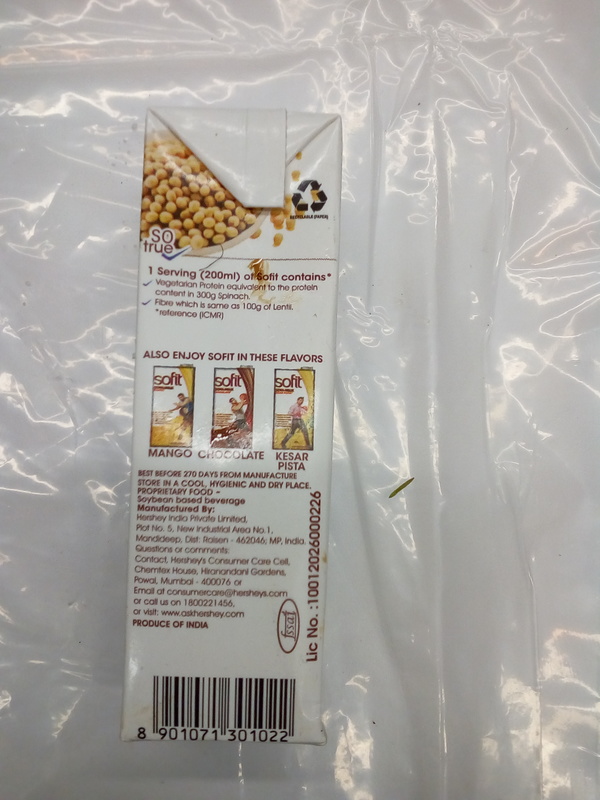 RECYCLABLE (PAPER)
SO
true
1 Serving (200ml) of Sofit contains*
Vegetarian Protein equivalent to the protein
content in 300g Spinach.
Fibre which is same as 100g of Lentil.
*reference (ICMR)
ALSO ENJOY SOFIT IN THESE FLAVORS
sofit sofit sofit
MANGO CHOCOLATE KESAR
PISTA
BEST BEFORE 270 DAYS FROM MANUFACTURE
STORE IN A COOL, HYGIENIC AND DRY PLACE.
PROPRIETARY FOOD -
Soybean based beverage
Manufactured By:
Hershey India Private Limited,
Plot No. 5, New Industrial Area No.1,
Mandideep, Dist: Raisen - 462046, MP, India.
Questions or comments:
Contact, Hershey's Consumer Care Cell,
Chemtex House, Hiranandani Gardens,
Powai, Mumbai - 400076 or
Email at consumercare@hersheys.com
or call us on 1800221456,
or visit: www.askhershey.com
PRODUCE OF INDIA
fssai
Lic No. :10012026000226
8 901071 301022